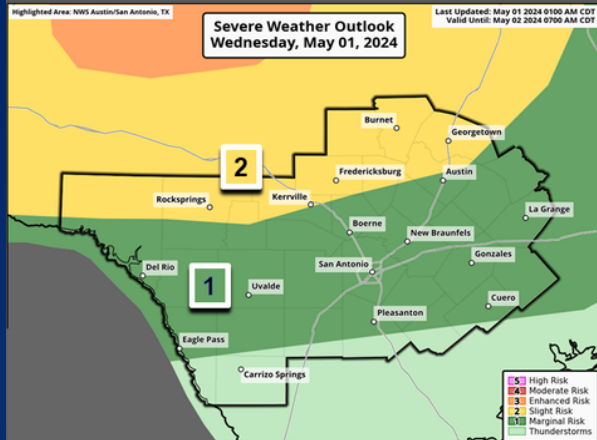 Highlighted Area: NWS Austin/San Antonio, TX
Severe Weather Outlook
Wednesday, May 01, 2024
Last Updated: May 01 2024 0100 AM CDT
Valid Until: May 02 2024 0700 AM CDT
Burnet
Georgetown
2
Fredericksburg
Austin
Rocksprings
Kerrville
La Grange
Boerne
New Braunfels
San Antonio
Gonzales
Del Rio
1
Uvalde
Cuero
Pleasanton
Eagle Pass
Carrizo Springs
5 High Risk
4 Moderate Risk
3 Enhanced Risk
2 Slight Risk
1 Marginal Risk
Thunderstorms